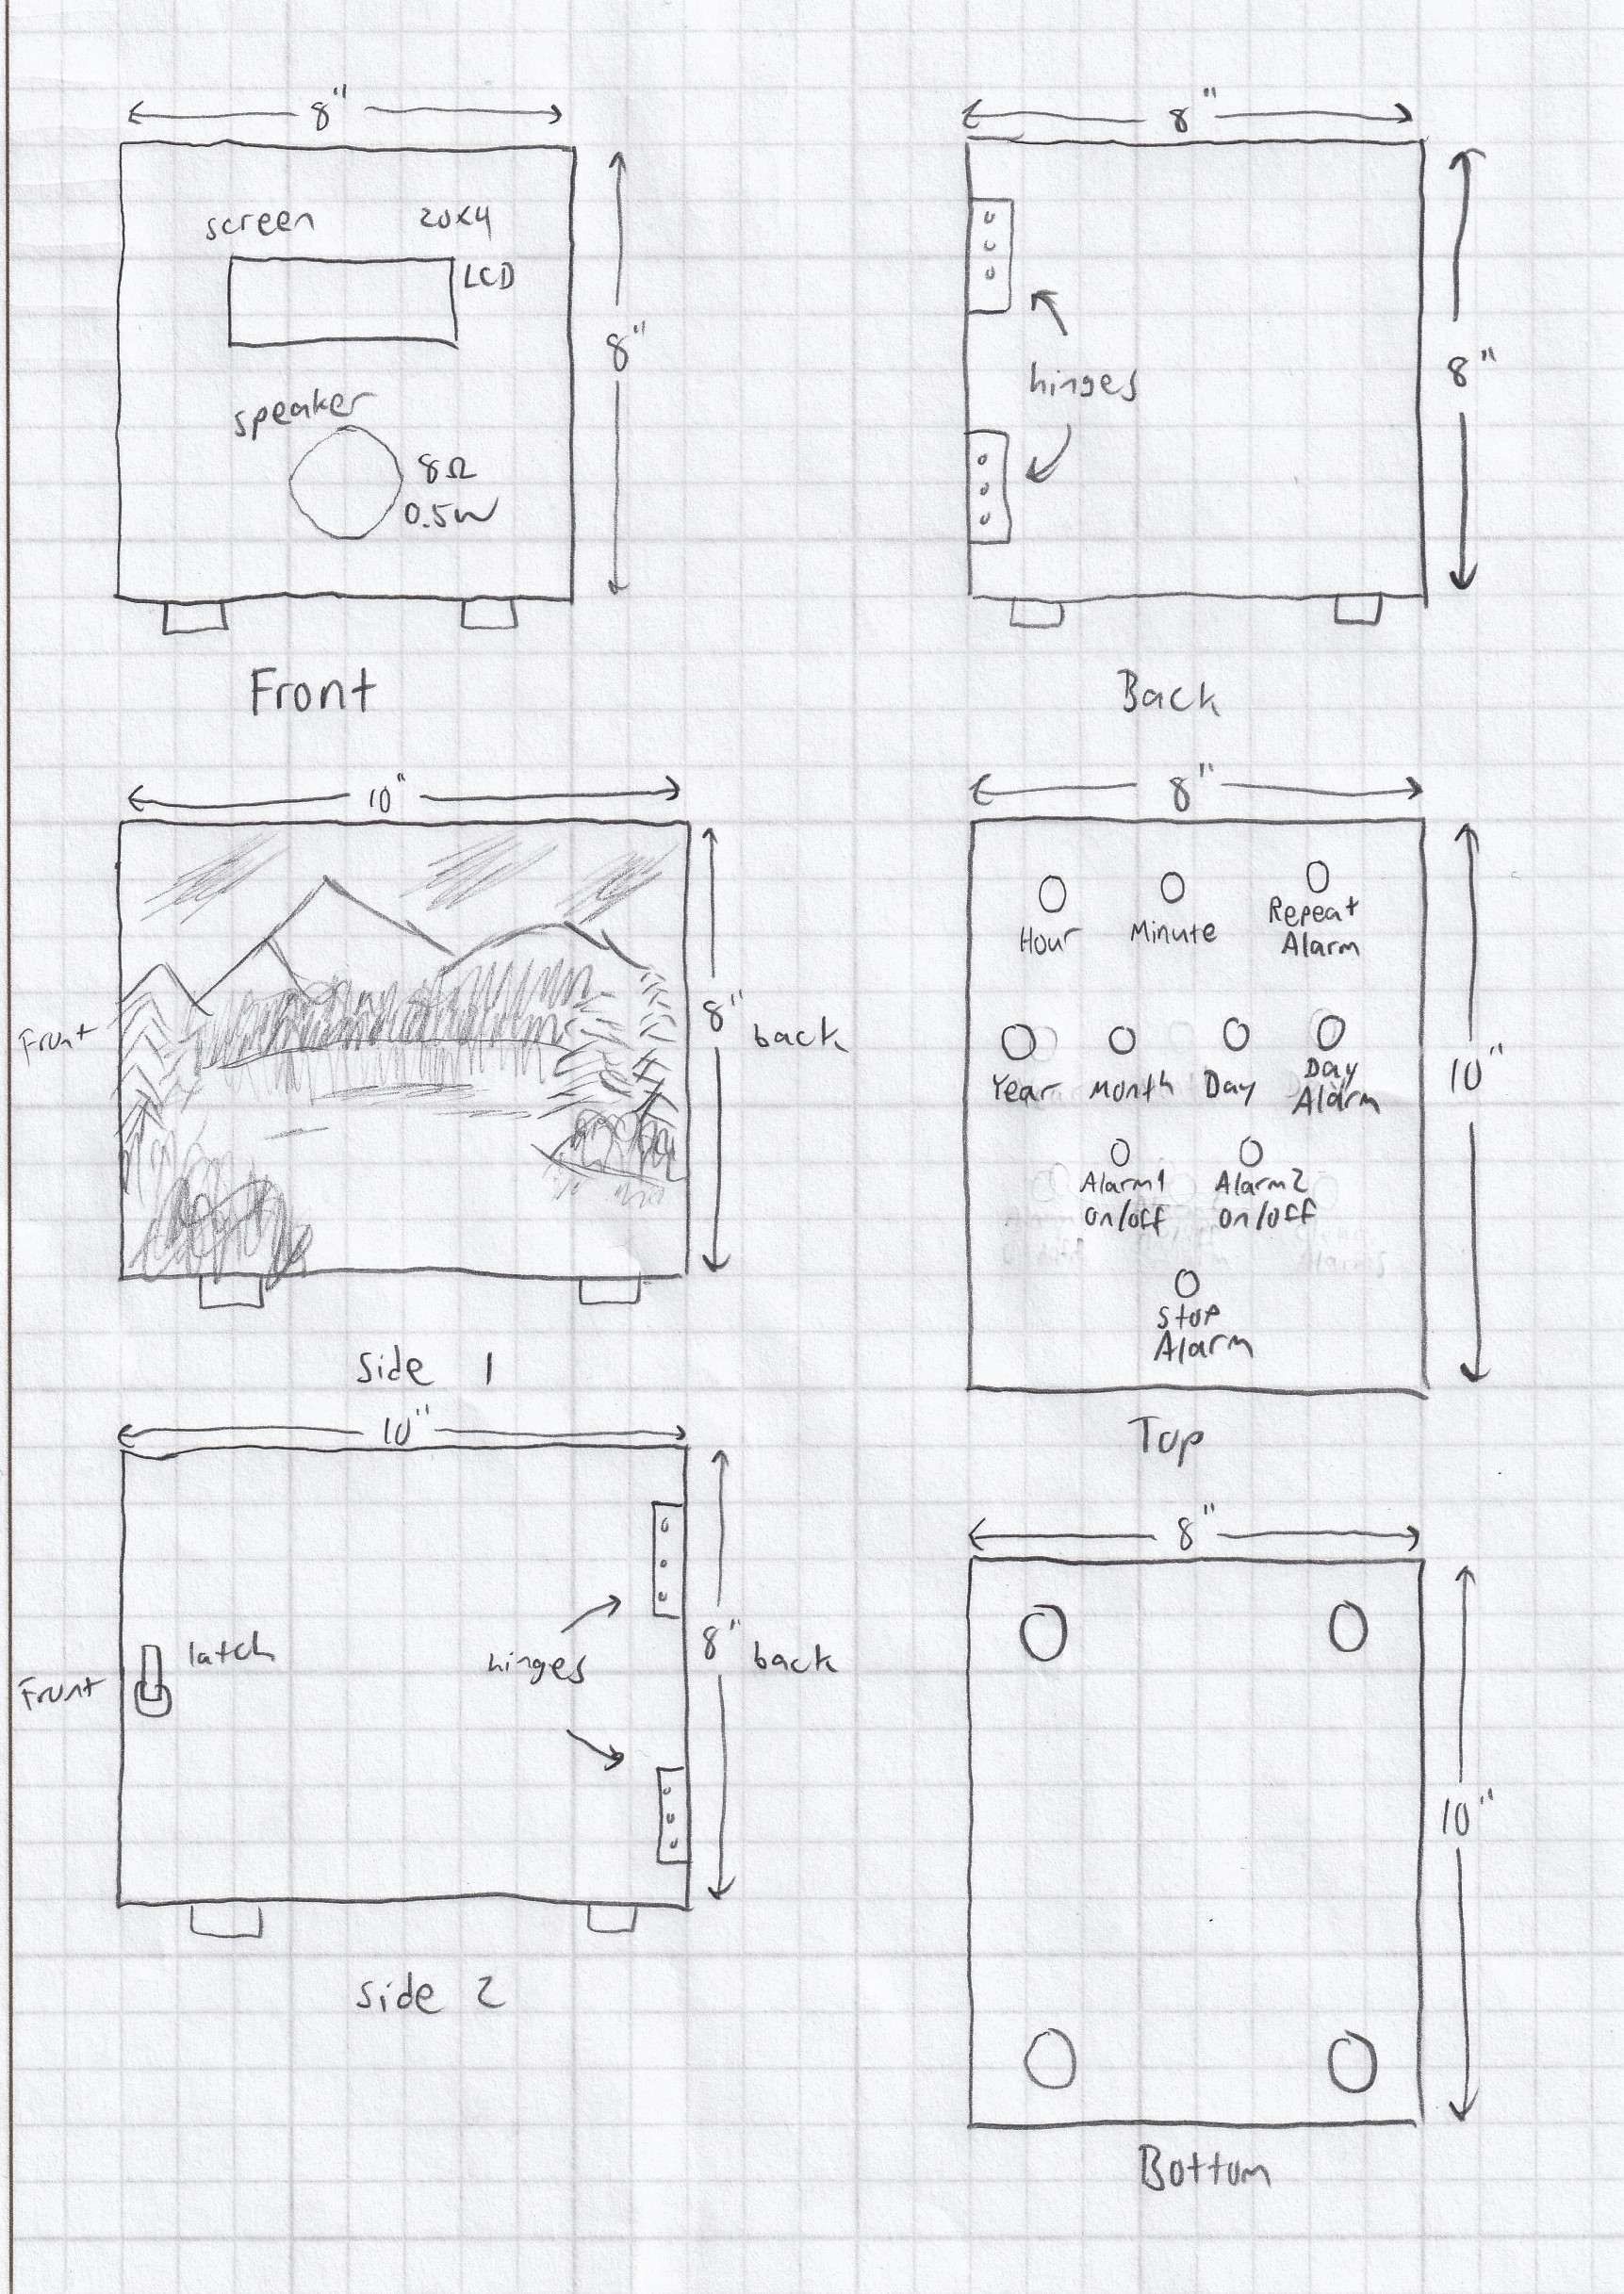 8"
screen 20x4
LCD
8"
speaker
8Ω
0.5W
Front
8"
hinges
8"
Back
10"
Front
8"
back
Side 1
8"
Hour Minute Repeat
Alarm
Year Month Day Day
Alarm
10"
Alarm1 Alarm2
on/off on/off
Stop
Alarm
Top
10"
latch
hinges
Front
8"
back
Side 2
8"
10"
Bottom